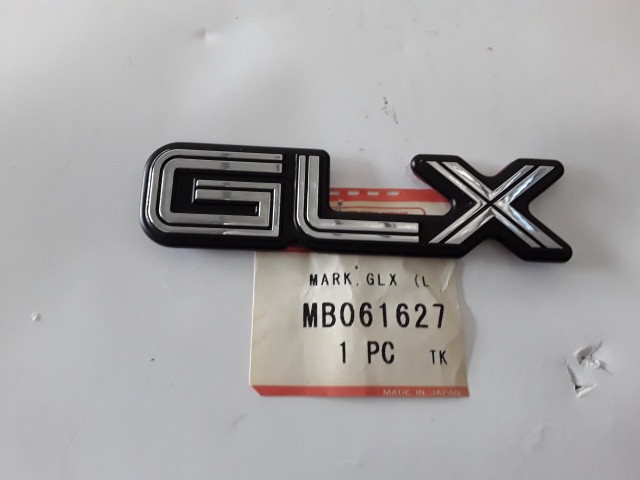 GLX
MARK, GLX (L
MB061627
1 PC TK
MADE IN JAPAN